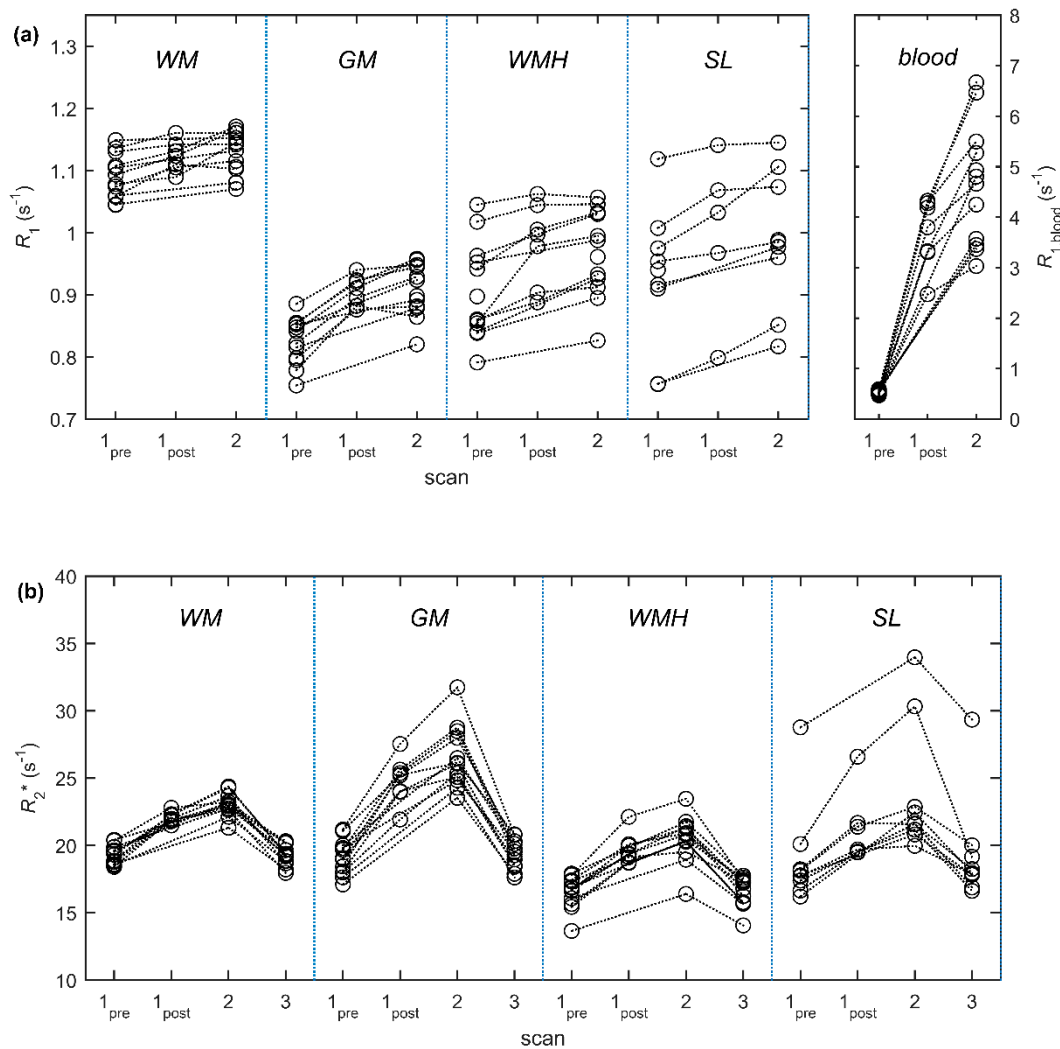 (a)
WM GM WMH SL blood
1.3
1.2
1.1
1
0.9
0.8
0.7
R1 (s-1)
8
7
6
5
4
3
2
1
0
R1,blood (s-1)
1pre 1post 2 1pre 1post 2 1pre 1post 2 1pre 1post 2 1pre 1post 2
scan
(b)
WM GM WMH SL
40
35
30
25
20
15
10
R2* (s-1)
1pre 1post 2 3 1pre 1post 2 3 1pre 1post 2 3 1pre 1post 2 3
scan